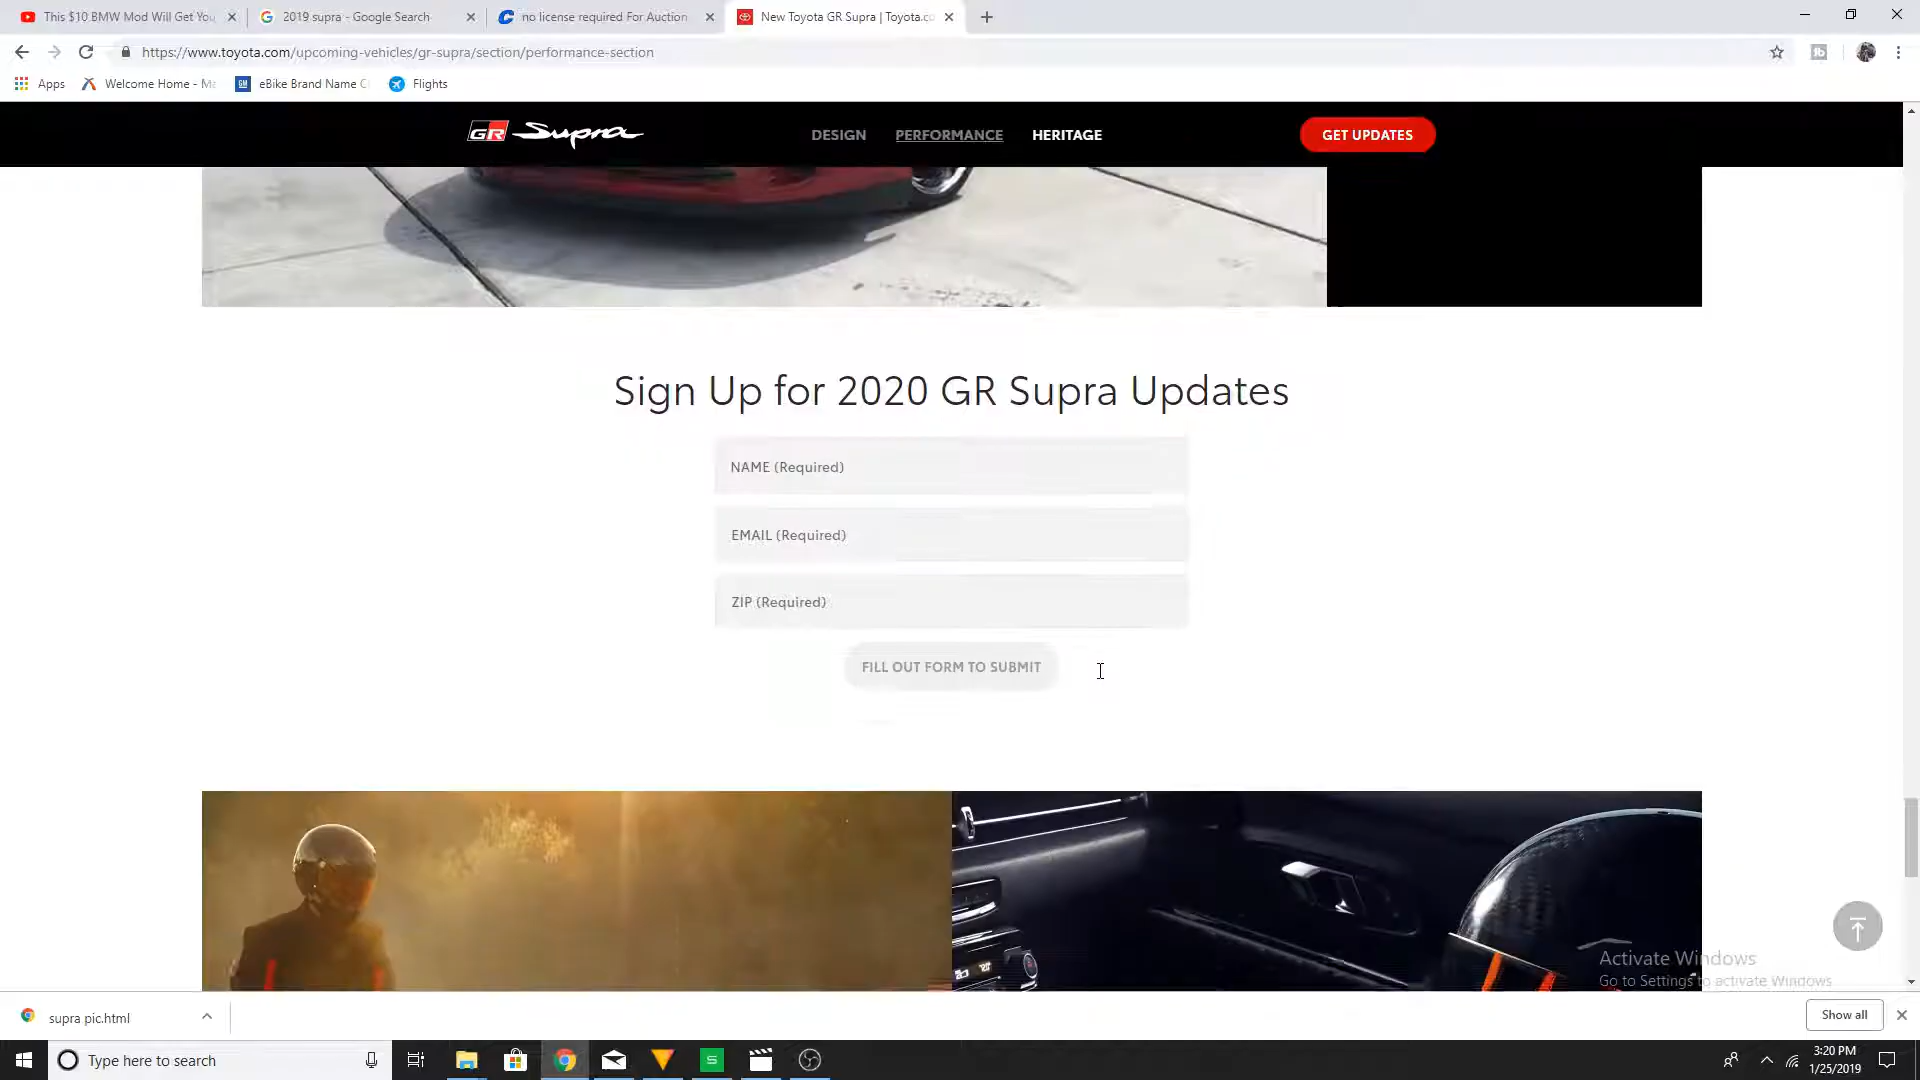 This $10 BMW Mod Will Get You
2019 supra - Google Search
no license required For Auction
New Toyota GR Supra | Toyota.co
https://www.toyota.com/upcoming-vehicles/gr-supra/section/performance-section
Apps
Welcome Home - Ma
eBike Brand Name C
Flights
GR Supra
DESIGN
PERFORMANCE
HERITAGE
GET UPDATES
Sign Up for 2020 GR Supra Updates
NAME (Required)
EMAIL (Required)
ZIP (Required)
FILL OUT FORM TO SUBMIT
Activate Windows
Go to Settings to activate Windows.
supra pic.html
Show all
Type here to search
3:20 PM
1/25/2019